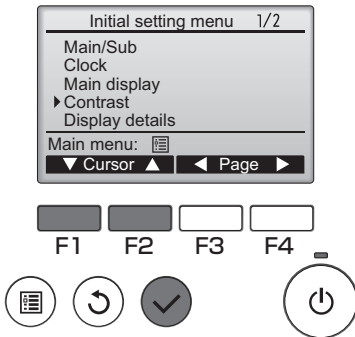 Initial setting menu 1/2
Main/Sub
Clock
Main display
Contrast
Display details
Main menu:
Cursor Page
F1 F2 F3 F4